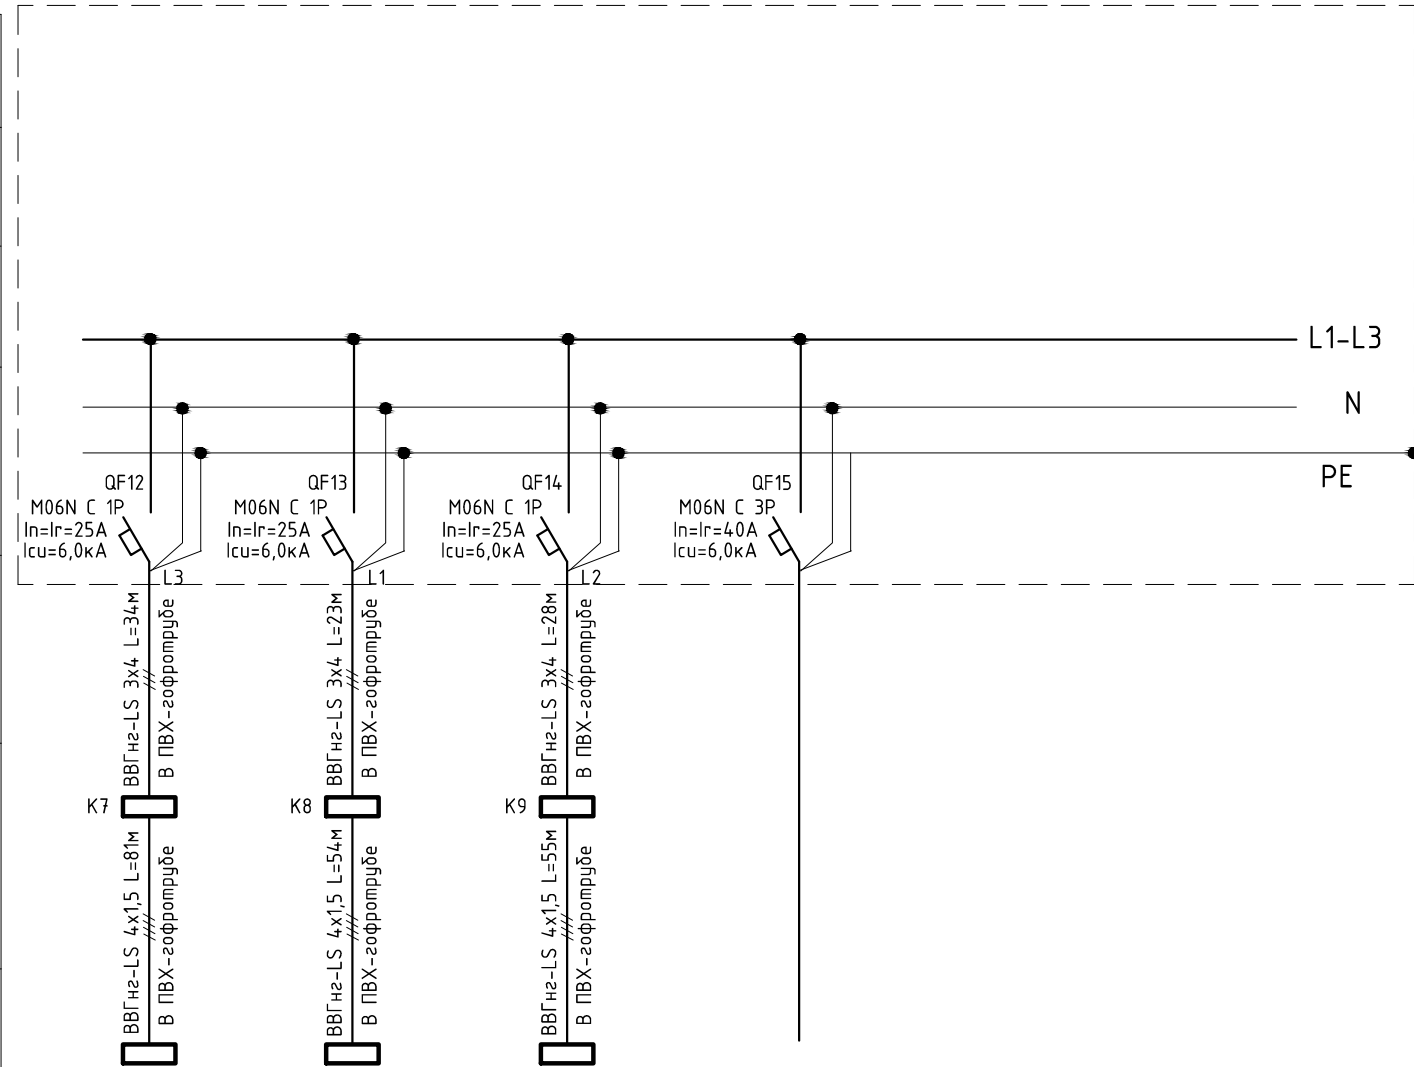 L1-L3
N
PE
QF12
M06N C 1P
In=Ir=25A
Icu=6,0кА
L3
QF13
M06N C 1P
In=Ir=25A
Icu=6,0кА
L1
QF14
M06N C 1P
In=Ir=25A
Icu=6,0кА
L2
QF15
M06N C 3P
In=Ir=40A
Icu=6,0кА
ВВГнг-LS 3х4 L=34м
В ПВХ-гофротрубе
ВВГнг-LS 3х4 L=23м
В ПВХ-гофротрубе
ВВГнг-LS 3х4 L=28м
В ПВХ-гофротрубе
К7
К8
К9
ВВГнг-LS 4х1,5 L=81м
В ПВХ-гофротрубе
ВВГнг-LS 4х1,5 L=54м
В ПВХ-гофротрубе
ВВГнг-LS 4х1,5 L=55м
В ПВХ-гофротрубе